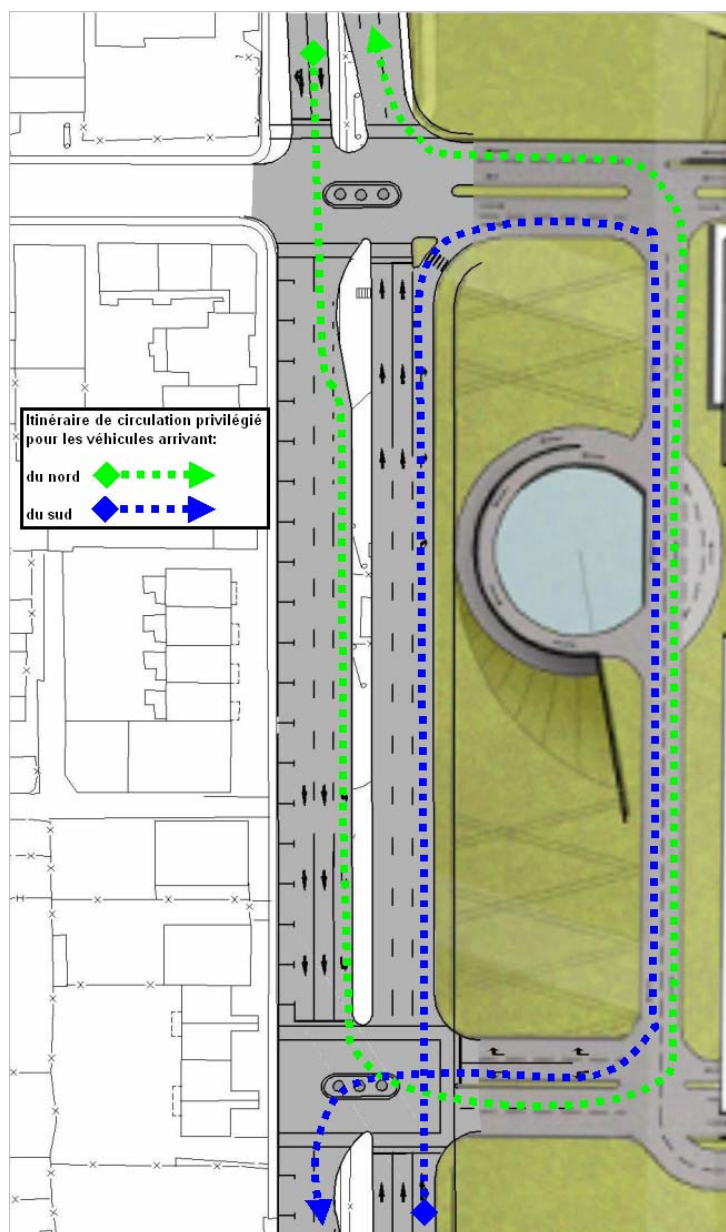 Itinéraire de circulation privilégié
pour les véhicules arrivant:
du nord
du sud